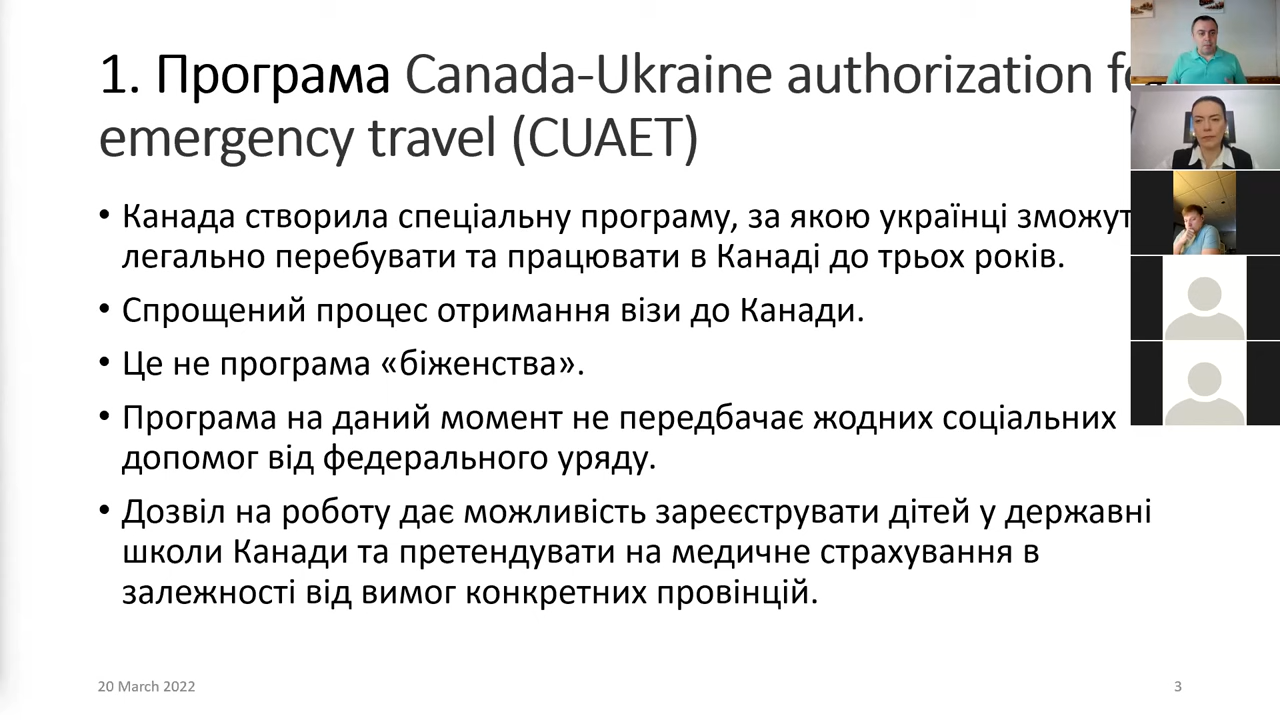 1. Програма Canada-Ukraine authorization
emergency travel (CUAET)
• Канада створила спеціальну програму, за якою українці
легально перебувати та працювати в Канаді до трьох років.
• Спрощений процес отримання візи до Канади.
• Це не програма «біженства».
• Програма на даний момент не передбачає жодних соціальних
допомог від федерального уряду.
• Дозвіл на роботу дає можливість зареєструвати дітей у державні
школи Канади та претендувати на медичне страхування в
залежності від вимог конкретних провінцій.
20 March 2022
3